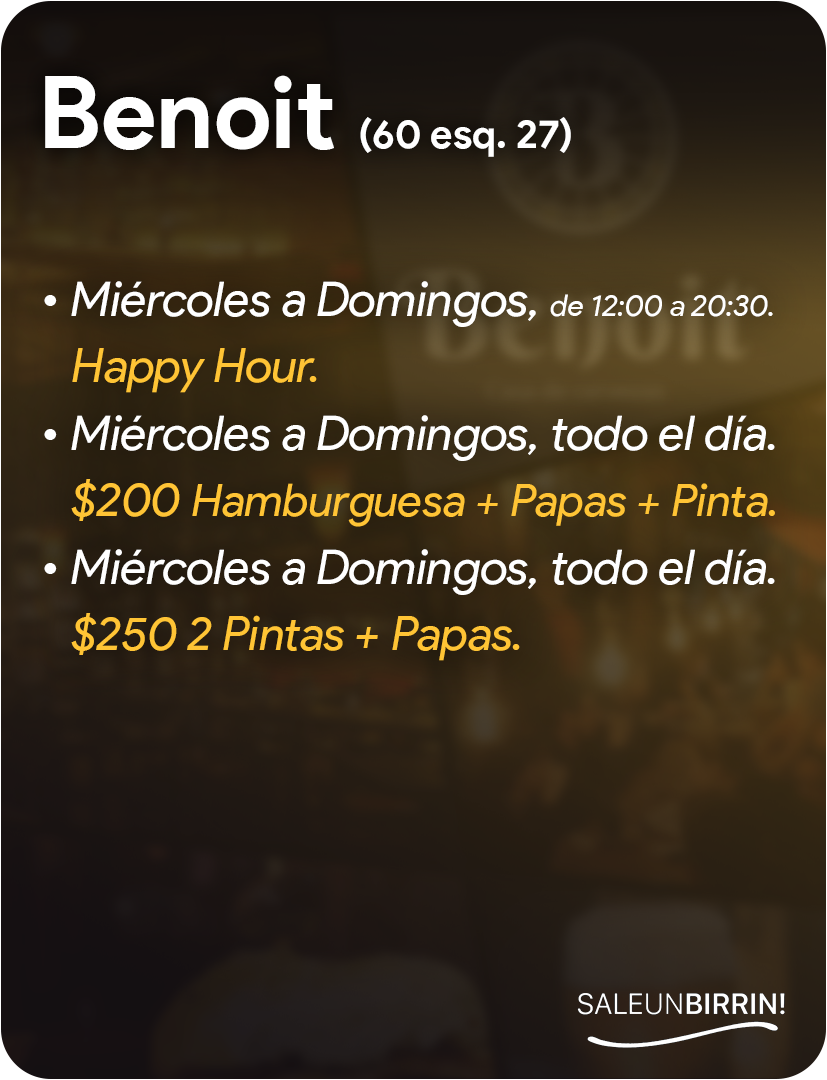 Benoit (60 esq. 27)
• Miércoles a Domingos, de 12:00 a 20:30.
Happy Hour.
• Miércoles a Domingos, todo el día.
$200 Hamburguesa + Papas + Pinta.
• Miércoles a Domingos, todo el día.
$250 2 Pintas + Papas.
Benoit
SALEUNBIRRIN!